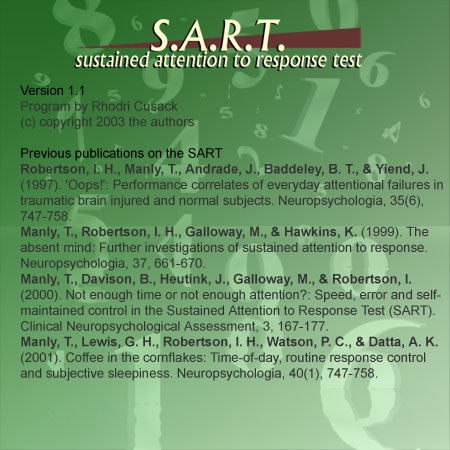 S.A.R.T.
sustained attention to response test
Version 1.1
Program by Rhodri Cusack
(c) copyright 2003 the authors
Previous publications on the SART
Robertson, I. H., Manly, T., Andrade, J., Baddeley, B. T., & Yiend, J.
(1997). 'Oops!': Performance correlates of everyday attentional failures in
traumatic brain injured and normal subjects. Neuropsychologia, 35(6),
747-758.
Manly, T., Robertson, I. H., Galloway, M., & Hawkins, K. (1999). The
absent mind: Further investigations of sustained attention to response.
Neuropsychologia, 37, 661-670.
Manly, T., Davison, B., Heutink, J., Galloway, M., & Robertson, I.
(2000). Not enough time or not enough attention?: Speed, error and self-
maintained control in the Sustained Attention to Response Test (SART).
Clinical Neuropsychological Assessment, 3, 167-177.
Manly, T., Lewis, G. H., Robertson, I. H., Watson, P. C., & Datta, A. K.
(2001). Coffee in the cornflakes: Time-of-day, routine response control
and subjective sleepiness. Neuropsychologia, 40(1), 747-758.